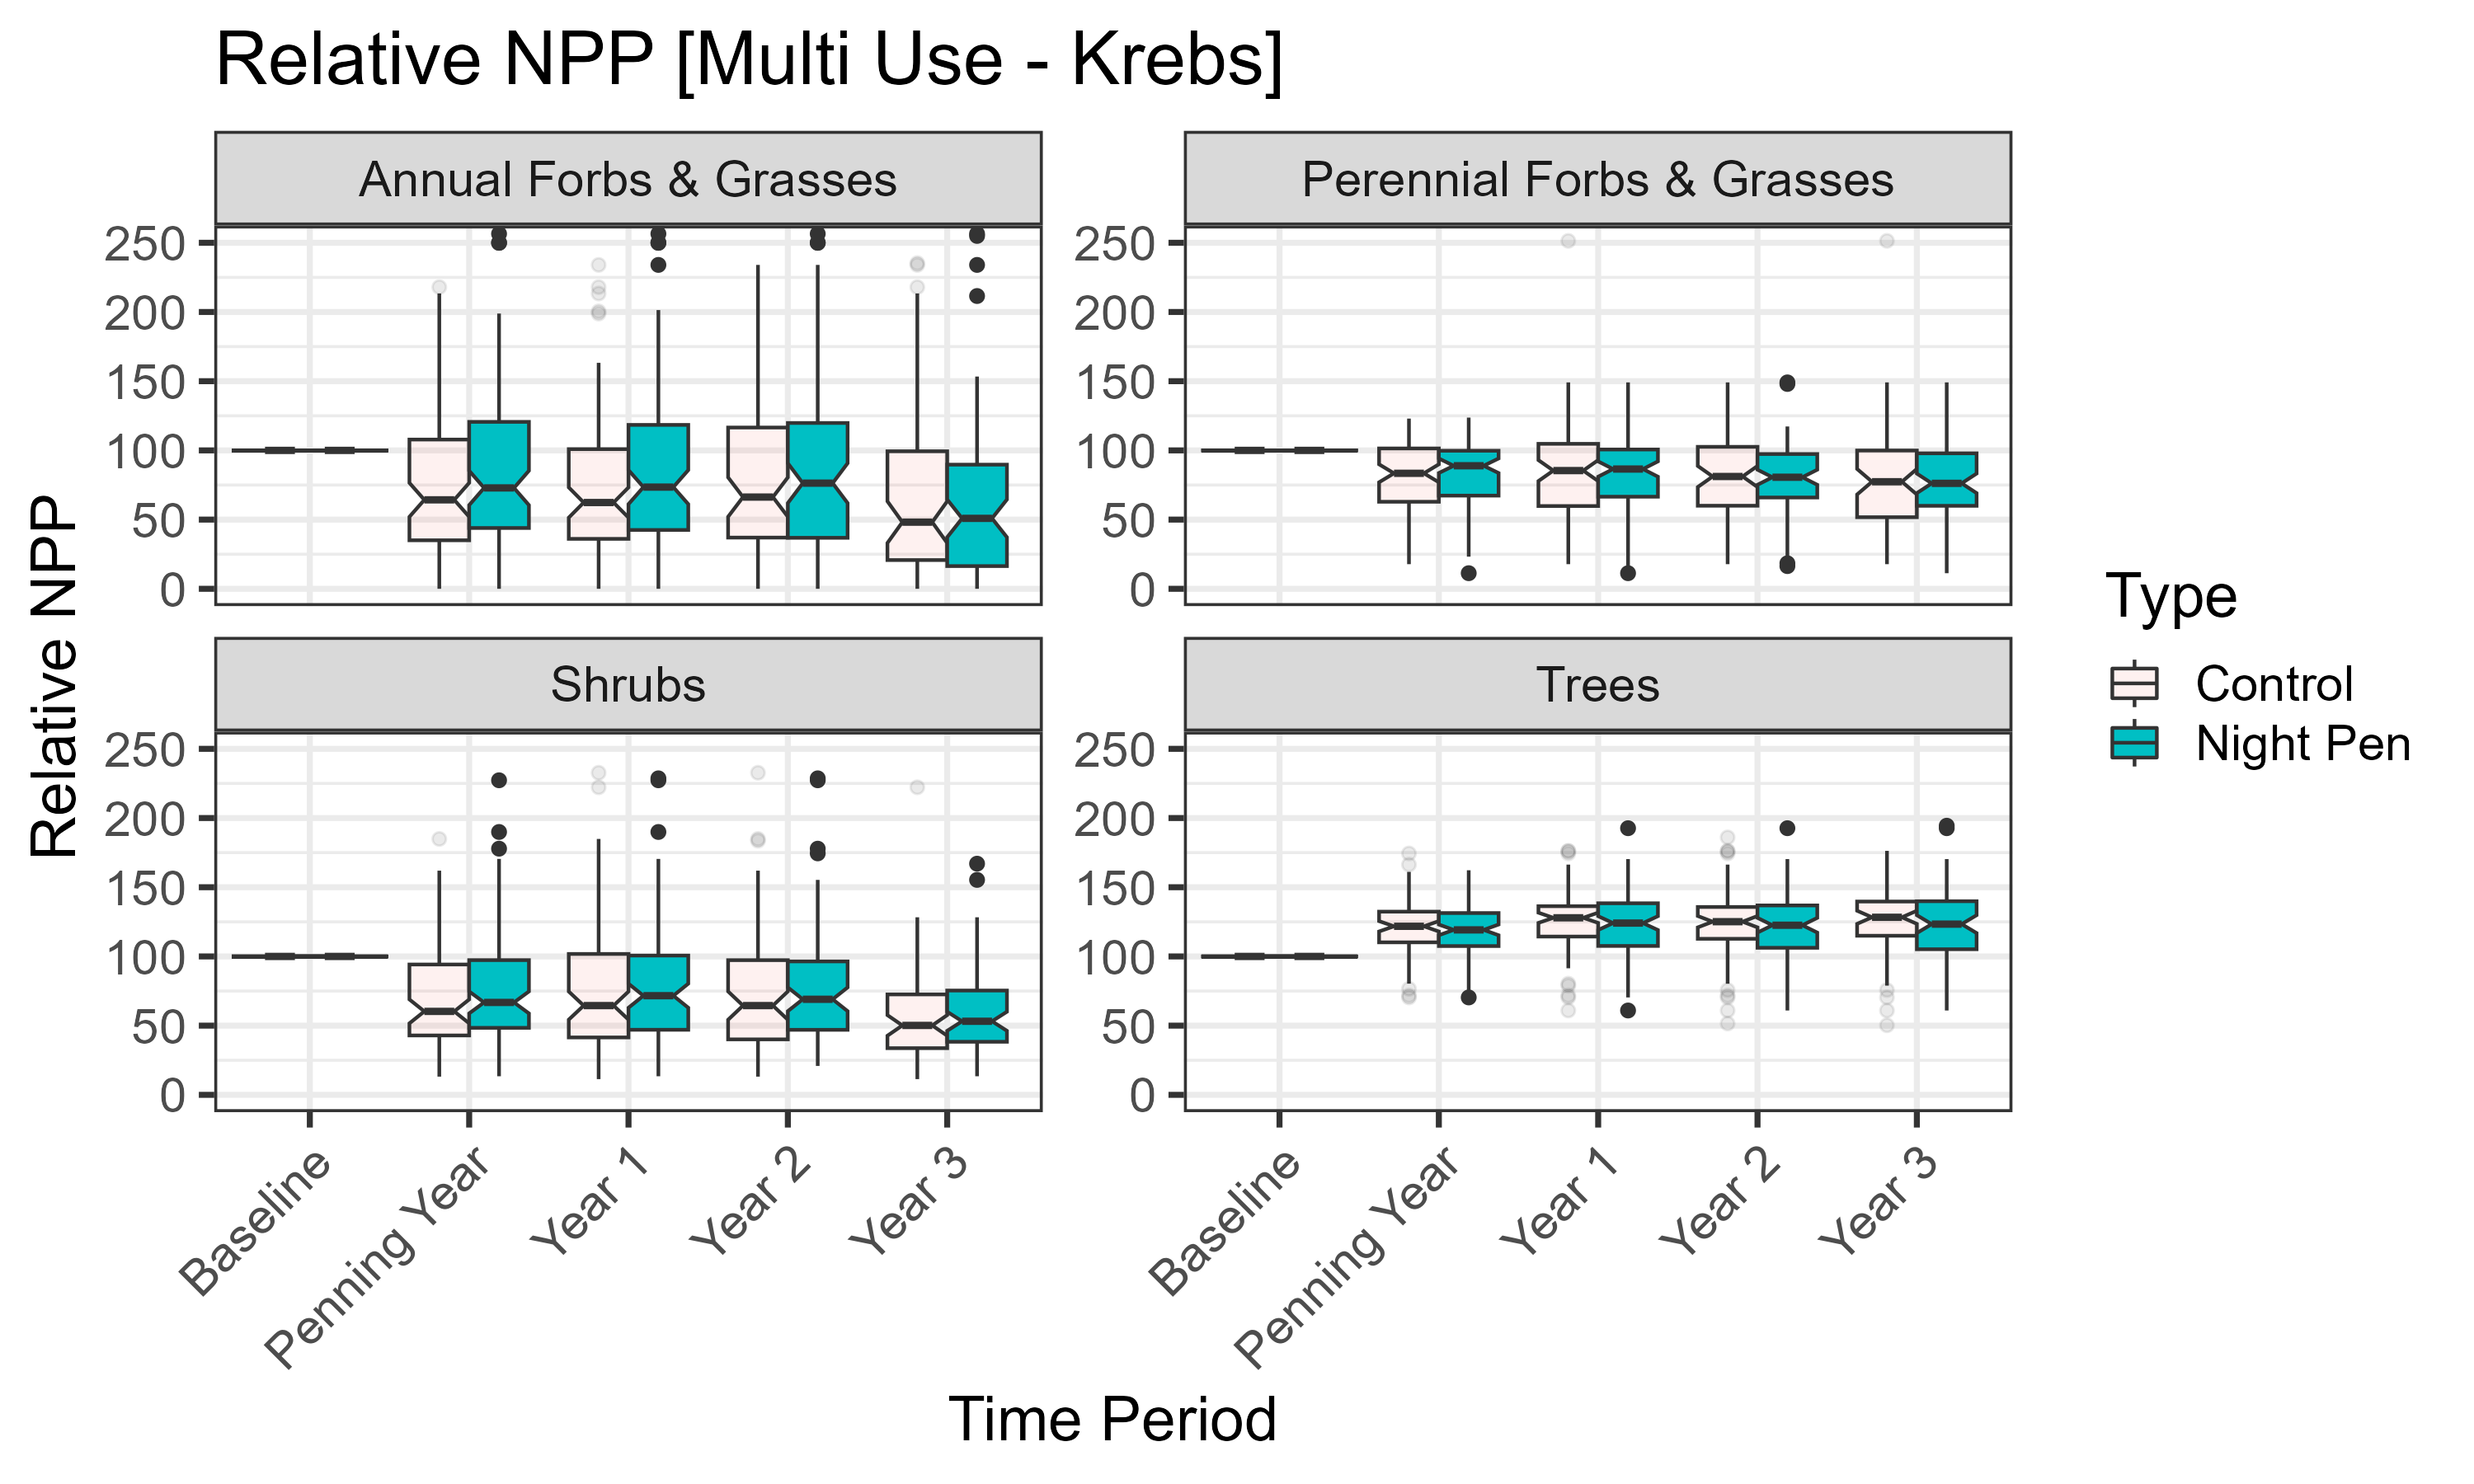 Relative NPP [Multi Use - Krebs]
Annual Forbs & Grasses
Perennial Forbs & Grasses
250
200
150
100
50
0
250
200
150
100
50
0
Relative NPP
Shrubs
Trees
250
200
150
100
50
0
250
200
150
100
50
0
Baseline
Penning Year
Year 1
Year 2
Year 3
Baseline
Penning Year
Year 1
Year 2
Year 3
Time Period
Type
Control
Night Pen